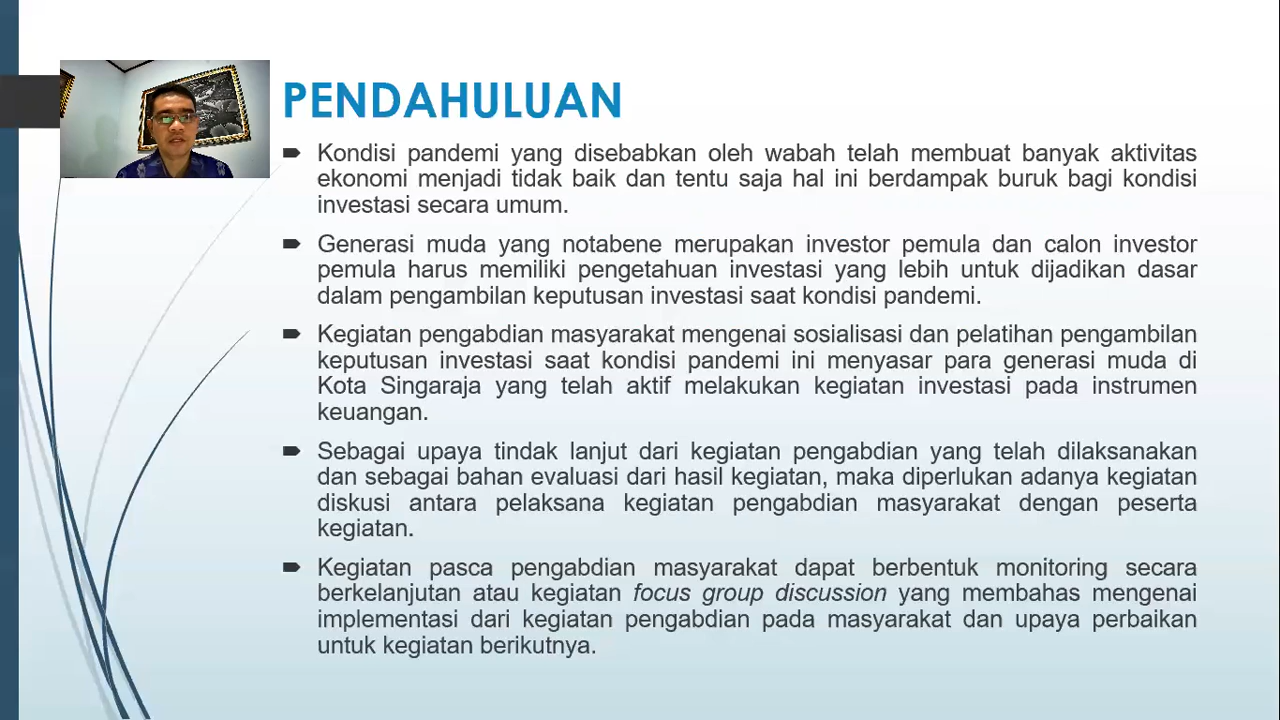 PENDAHULUAN
Kondisi pandemi yang disebabkan oleh wabah telah membuat banyak aktivitas
ekonomi menjadi tidak baik dan tentu saja hal ini berdampak buruk bagi kondisi
investasi secara umum.
Generasi muda yang notabene merupakan investor pemula dan calon investor
pemula harus memiliki pengetahuan investasi yang lebih untuk dijadikan dasar
dalam pengambilan keputusan investasi saat kondisi pandemi.
Kegiatan pengabdian masyarakat mengenai sosialisasi dan pelatihan pengambilan
keputusan investasi saat kondisi pandemi ini menyasar para generasi muda di
Kota Singaraja yang telah aktif melakukan kegiatan investasi pada instrumen
keuangan.
Sebagai upaya tindak lanjut dari kegiatan pengabdian yang telah dilaksanakan
dan sebagai bahan evaluasi dari hasil kegiatan, maka diperlukan adanya kegiatan
diskusi antara pelaksana kegiatan pengabdian masyarakat dengan peserta
kegiatan.
Kegiatan pasca pengabdian masyarakat dapat berbentuk monitoring secara
berkelanjutan atau kegiatan focus group discussion yang membahas mengenai
implementasi dari kegiatan pengabdian pada masyarakat dan upaya perbaikan
untuk kegiatan berikutnya.